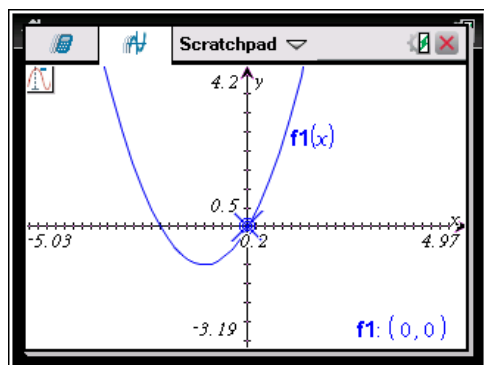 Scratchpad
4.2 y
f1(x)
0.5
x
-5.03 0.2 4.97
-3.19
f1: (0,0)